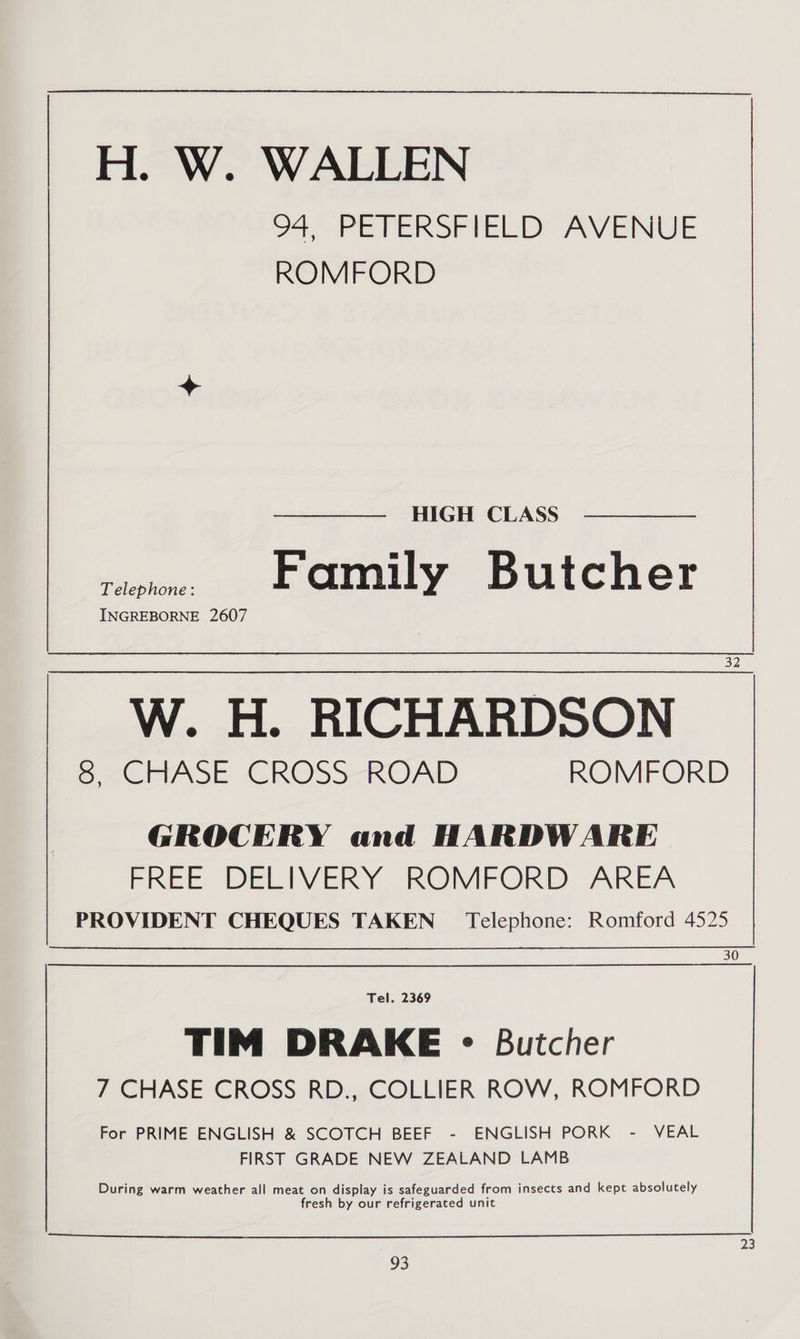 H. W. WALLEN
94, PETERSFIELD AVENUE
ROMFORD
HIGH CLASS
Family Butcher
Telephone:
INGREBORNE 2607
32
W. H. RICHARDSON
8, CHASE CROSS ROAD ROMFORD
GROCERY and HARDWARE
FREE DELIVERY ROMFORD AREA
PROVIDENT CHEQUES TAKEN Telephone: Romford 4525
30
Tel. 2369
TIM DRAKE • Butcher
7 CHASE CROSS RD., COLLIER ROW, ROMFORD
For PRIME ENGLISH & SCOTCH BEEF - ENGLISH PORK - VEAL
FIRST GRADE NEW ZEALAND LAMB
During warm weather all meat on display is safeguarded from insects and kept absolutely
fresh by our refrigerated unit
23
93